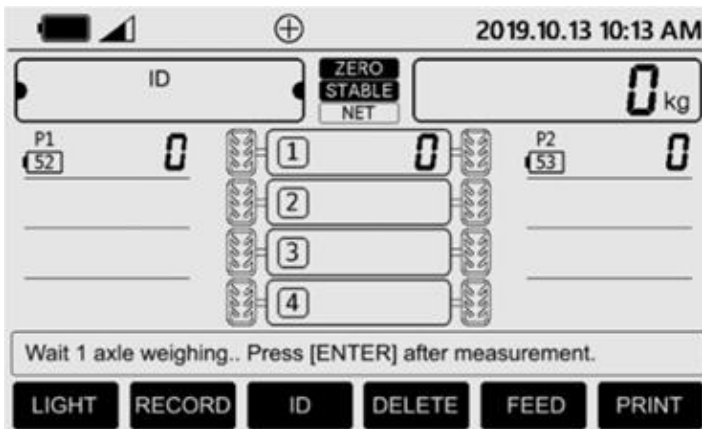 2019.10.13 10:13 AM
ID
ZERO
STABLE
NET
0 kg
P1
52
0
1
0
P2
53
0
2
3
4
Wait 1 axle weighing.. Press [ENTER] after measurement.
LIGHT RECORD ID DELETE FEED PRINT